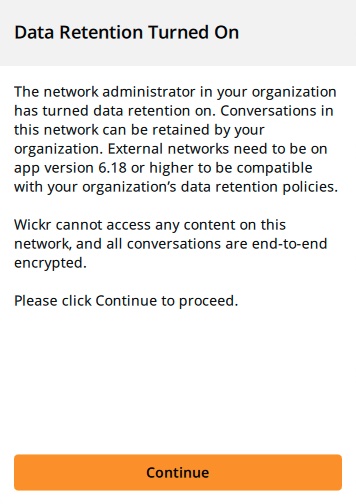 Data Retention Turned On
The network administrator in your organization
has turned data retention on. Conversations in
this network can be retained by your
organization. External networks need to be on
app version 6.18 or higher to be compatible
with your organization’s data retention policies.
Wickr cannot access any content on this
network, and all conversations are end-to-end
encrypted.
Please click Continue to proceed.
Continue